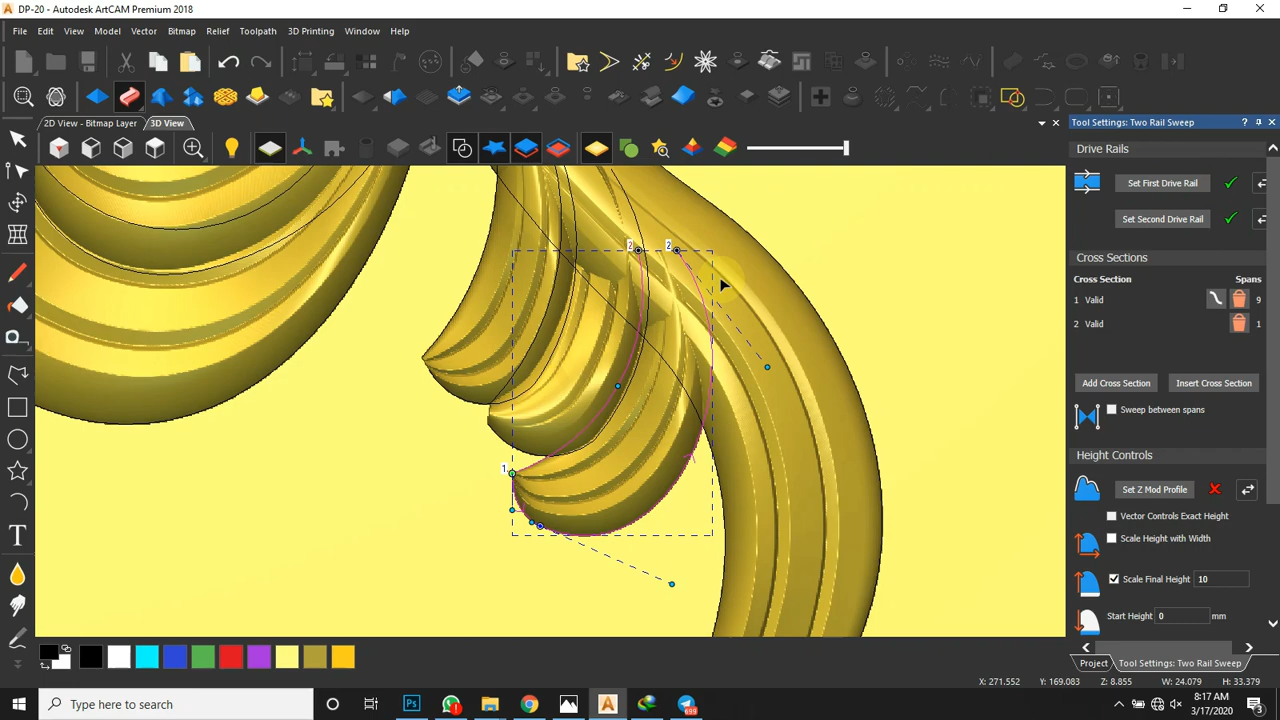 DP-20 - Autodesk ArtCAM Premium 2018
File Edit View Model Vector Bitmap Relief Toolpath 3D Printing Window Help
2D View - Bitmap Layer 3D View
Tool Settings: Two Rail Sweep
Drive Rails
Set First Drive Rail
Set Second Drive Rail
Cross Sections
Cross Section Spans
1 Valid 9
2 Valid 1
Add Cross Section Insert Cross Section
Sweep between spans
Height Controls
Set Z Mod Profile
Vector Controls Exact Height
Scale Height with Width
Scale Final Height 10
Start Height 0 mm
Project Tool Settings: Two Rail Sweep
2 2
1
X: 271.552 Y: 169.083 Z: 8.855 W: 24.079 H: 33.379
Type here to search
8:17 AM
3/17/2020